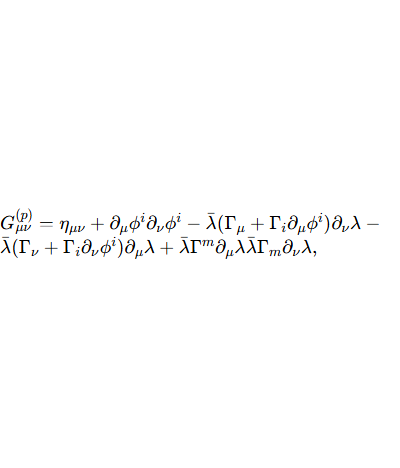 $G^{(p)}_{\mu\nu} = \eta_{\mu\nu} + \partial_\mu \phi^i \partial_\nu \phi^i - \bar{\lambda}(\Gamma_\mu + \Gamma_i \partial_\mu \phi^i)\partial_\nu \lambda -$
$\bar{\lambda}(\Gamma_\nu + \Gamma_i \partial_\nu \phi^i)\partial_\mu \lambda + \bar{\lambda}\Gamma^m \partial_\mu \lambda \bar{\lambda}\Gamma_m \partial_\nu \lambda,$